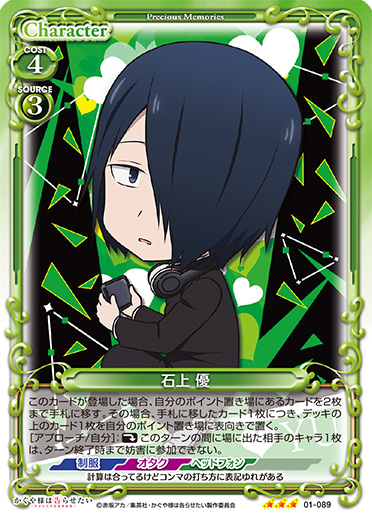 Precious Memories
Character
COST
4
SOURCE
3
石上 優
このカードが登場した場合、自分のポイント置き場にあるカードを2枚
まで手札に移す。その場合、手札に移したカード1枚につき、デッキの
上のカード1枚を自分のポイント置き場に表向きで置く。
[アプローチ/自分]:このターンの間に場に出た相手のキャラ1枚
は、ターン終了時まで妨害に参加できない。
制服 オタク ヘッドフォン
計算は合ってるけどコンマの打ち方に表記ゆれがある
かぐや様は告らせたい
01-089
©赤坂アカ/集英社・かぐや様は告らせたい製作委員会